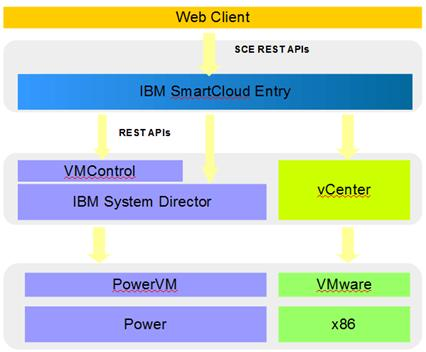 Web Client
SCE REST APIs
IBM SmartCloud Entry
REST APIs
VMControl
IBM System Director
vCenter
PowerVM
VMware
Power
x86